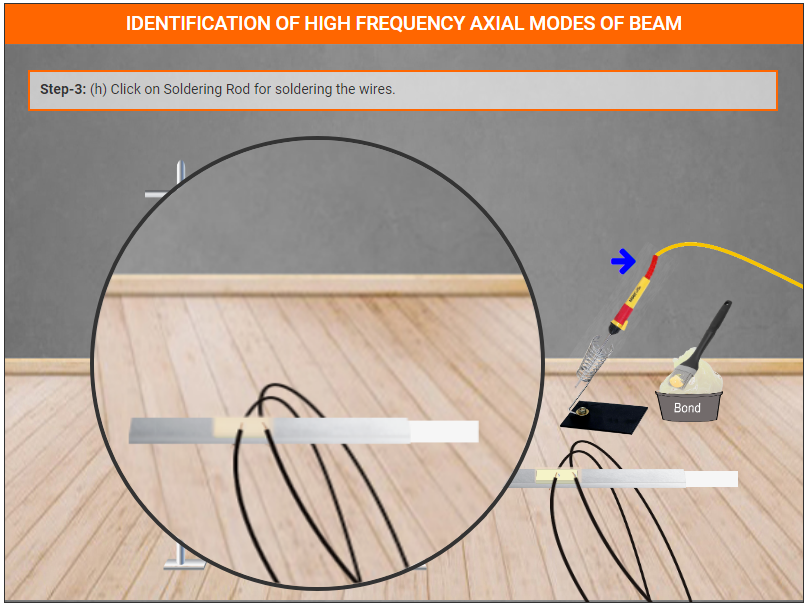 IDENTIFICATION OF HIGH FREQUENCY AXIAL MODES OF BEAM
Step-3: (h) Click on Soldering Rod for soldering the wires.
Bond